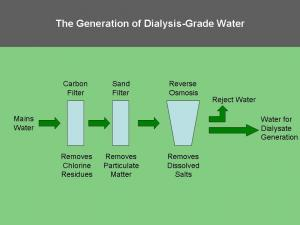 The Generation of Dialysis-Grade Water
Carbon
Filter
Sand
Filter
Reverse
Osmosis
Reject Water
Mains
Water
Water for
Dialysate
Generation
Removes
Chlorine
Residues
Removes
Particulate
Matter
Removes
Dissolved
Salts